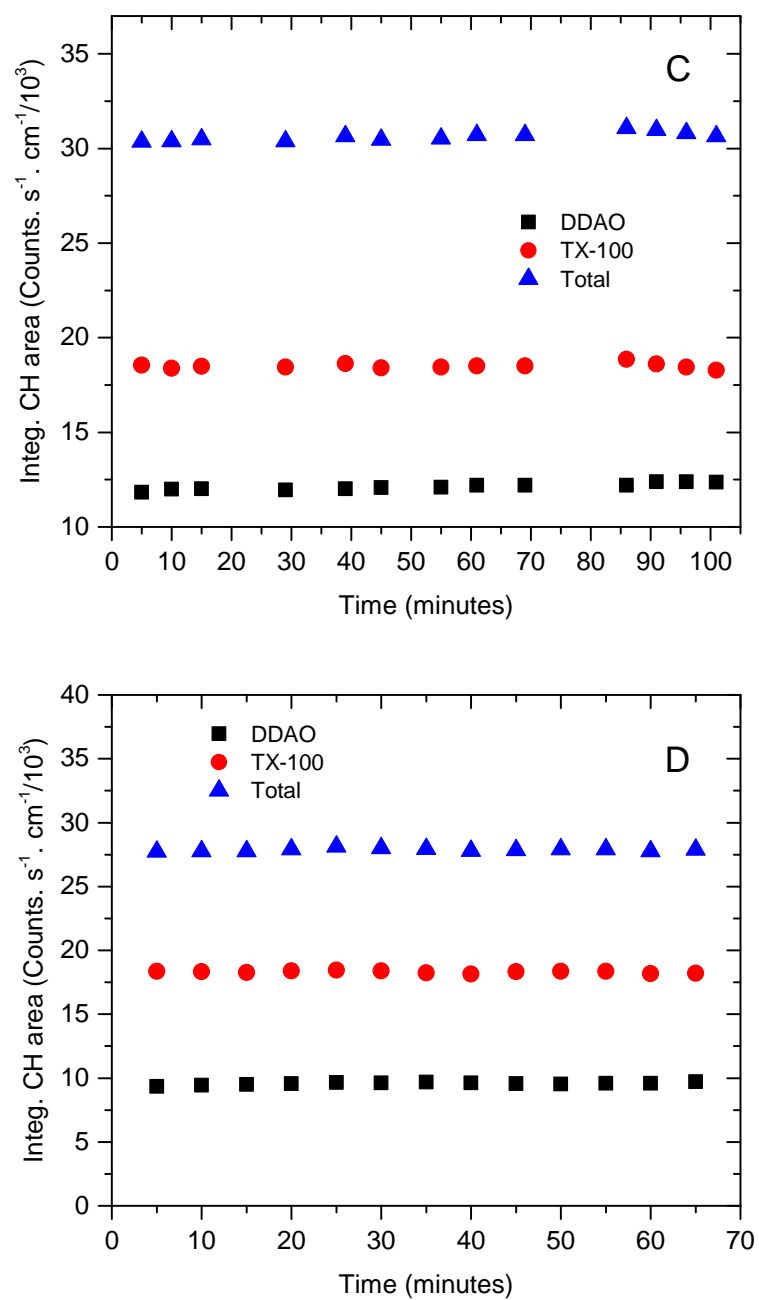 C
35
30
25
20
15
10
Integ. CH area (Counts. s⁻¹. cm⁻¹/10³)
DDAO
TX-100
Total
0 10 20 30 40 50 60 70 80 90 100
Time (minutes)
D
40
35
30
25
20
15
10
5
0
Integ. CH area (Counts. s⁻¹. cm⁻¹/10³)
DDAO
TX-100
Total
0 10 20 30 40 50 60 70
Time (minutes)